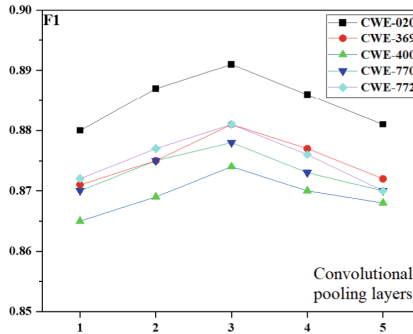 0.90
F1
CWE-020
CWE-369
CWE-400
CWE-770
CWE-772
0.89
0.88
0.87
0.86
0.85
Convolutional
pooling layers
1 2 3 4 5